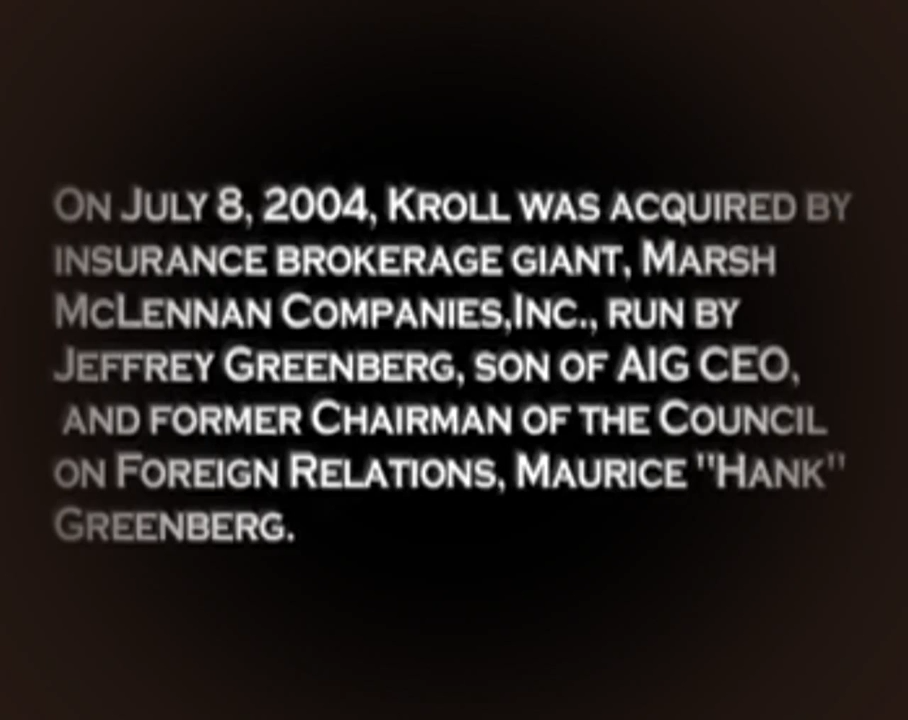 On July 8, 2004, Kroll was acquired by
insurance brokerage giant, Marsh
McLennan Companies,Inc., run by
Jeffrey Greenberg, son of AIG CEO,
and former Chairman of the Council
on Foreign Relations, Maurice "Hank"
Greenberg.